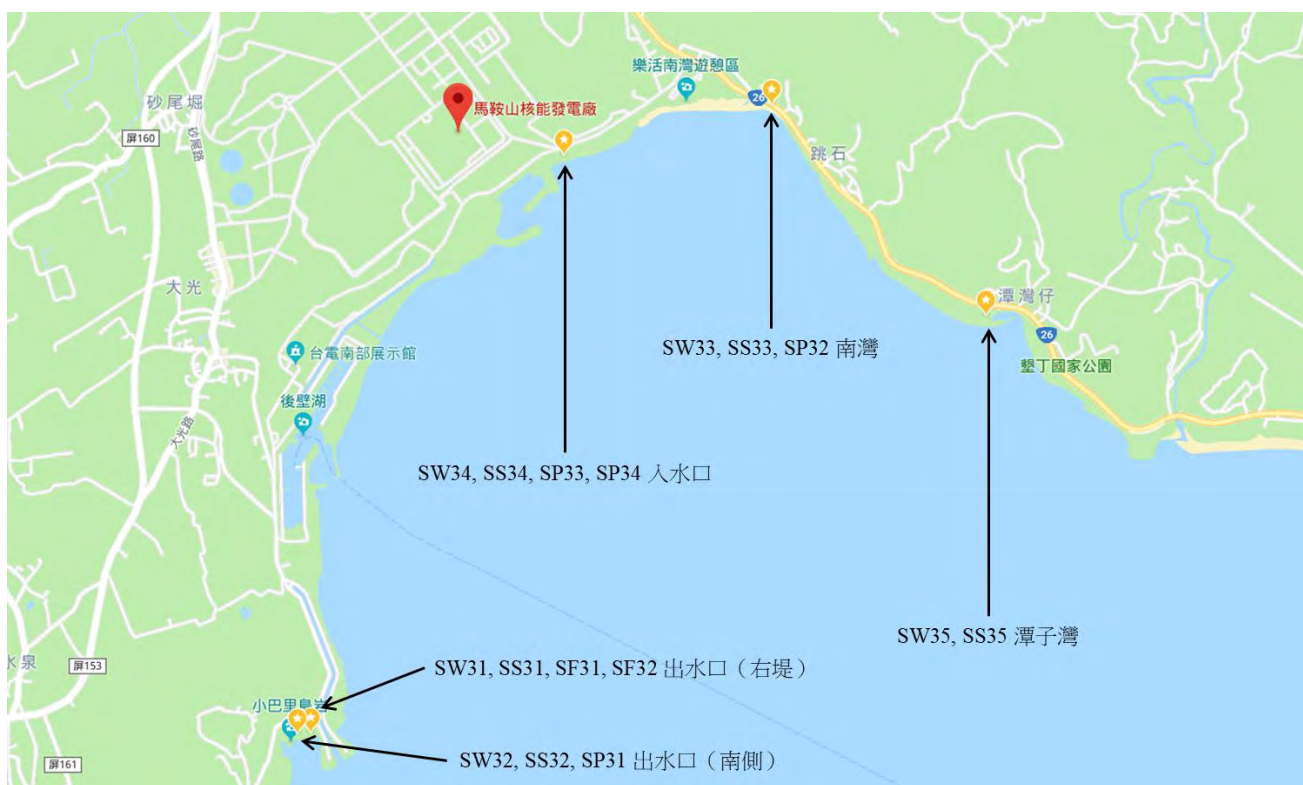 樂活南灣遊憩區
26
砂尾堀
馬鞍山核能發電廠
屏160
砂尾路
跳石
大光
潭灣仔
26
台電南部展示館
SW33, SS33, SP32 南灣
墾丁國家公園
後壁湖
大光路
SW34, SS34, SP33, SP34 入水口
SW35, SS35 潭子灣
水泉
屏153
SW31, SS31, SF31, SF32 出水口（右堤）
小巴里島岩
SW32, SS32, SP31 出水口（南側）
屏161